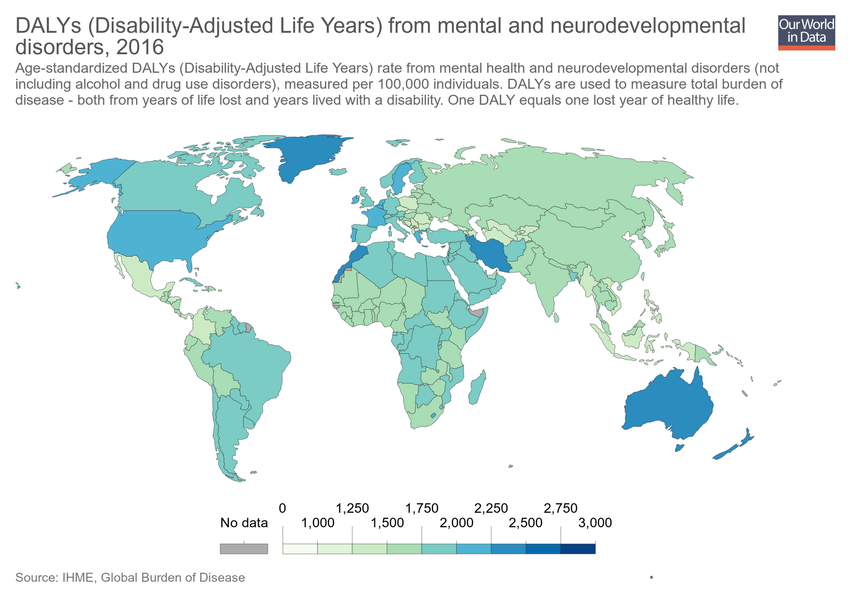 DALYs (Disability-Adjusted Life Years) from mental and neurodevelopmental
disorders, 2016
Our World
in Data
Age-standardized DALYs (Disability-Adjusted Life Years) rate from mental health and neurodevelopmental disorders (not
including alcohol and drug use disorders), measured per 100,000 individuals. DALYs are used to measure total burden of
disease - both from years of life lost and years lived with a disability. One DALY equals one lost year of healthy life.
0 1,250 1,750 2,250 2,750
No data 1,000 1,500 2,000 2,500 3,000
Source: IHME, Global Burden of Disease